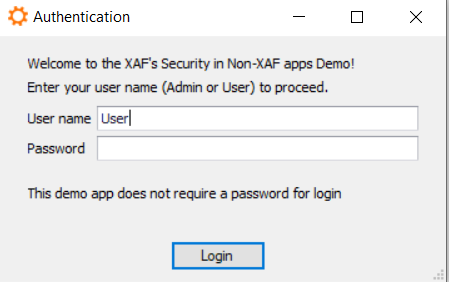 Authentication
Welcome to the XAF's Security in Non-XAF apps Demo!
Enter your user name (Admin or User) to proceed.
User name User
Password
This demo app does not require a password for login
Login